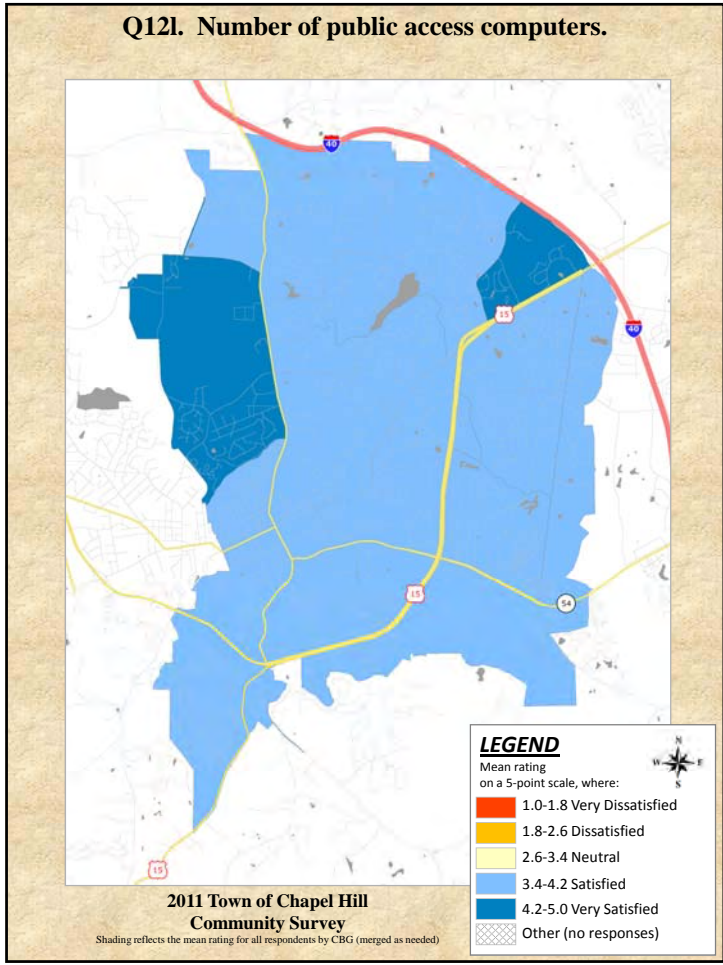 Q12l. Number of public access computers.
40
15
40
15
54
15
LEGEND
Mean rating
on a 5-point scale, where:
N
W E
S
1.0-1.8 Very Dissatisfied
1.8-2.6 Dissatisfied
2.6-3.4 Neutral
3.4-4.2 Satisfied
4.2-5.0 Very Satisfied
Other (no responses)
2011 Town of Chapel Hill
Community Survey
Shading reflects the mean rating for all respondents by CBG (merged as needed)